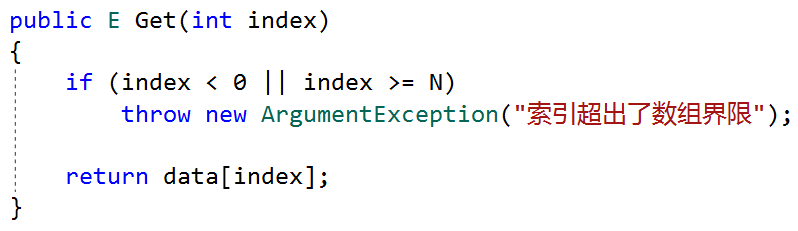 public E Get(int index)
{
    if (index < 0 || index >= N)
        throw new ArgumentException("索引超出了数组界限");
    return data[index];
}